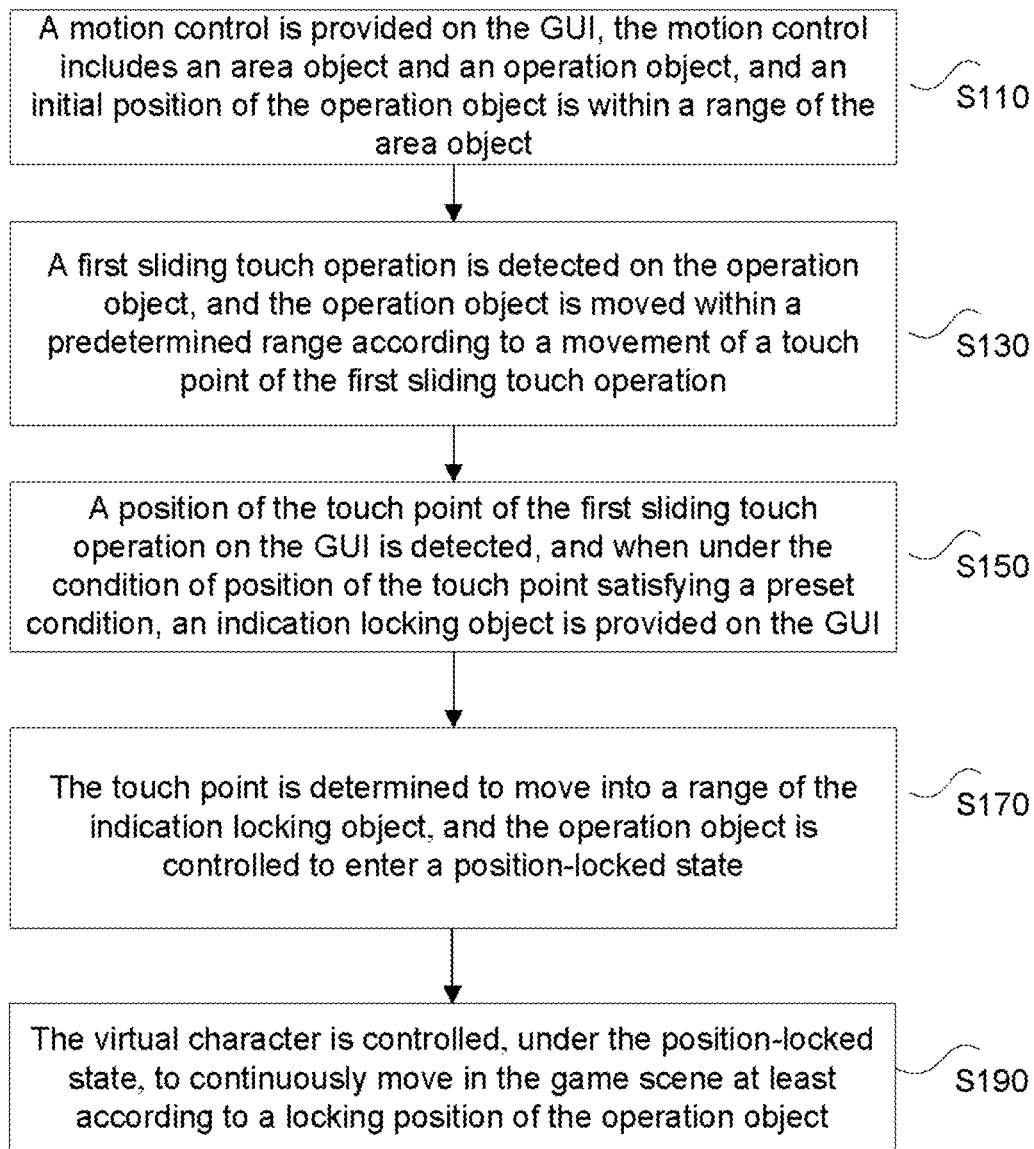 A motion control is provided on the GUI, the motion control
includes an area object and an operation object, and an
initial position of the operation object is within a range of the
area object
S110
A first sliding touch operation is detected on the operation
object, and the operation object is moved within a
predetermined range according to a movement of a touch
point of the first sliding touch operation
S130
A position of the touch point of the first sliding touch
operation on the GUI is detected, and when under the
condition of position of the touch point satisfying a preset
condition, an indication locking object is provided on the GUI
S150
The touch point is determined to move into a range of the
indication locking object, and the operation object is
controlled to enter a position-locked state
S170
The virtual character is controlled, under the position-locked
state, to continuously move in the game scene at least
according to a locking position of the operation object
S190